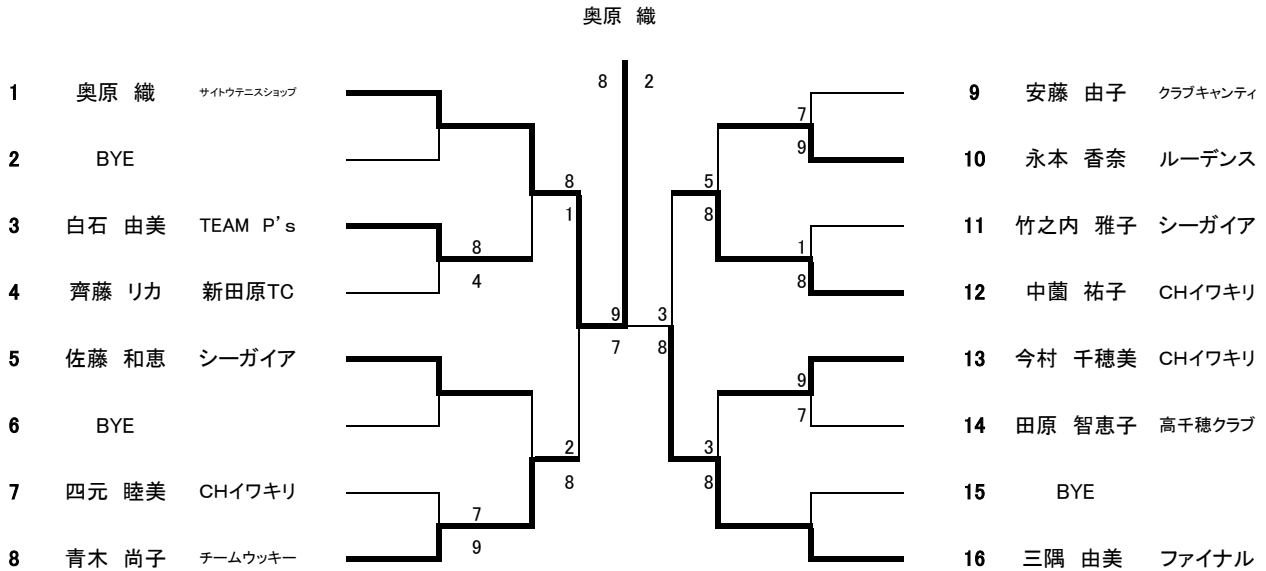 奥原 織
8 2
1 奥原 織 サイトウテニスショップ
2 BYE
8
1
3 白石 由美 TEAM P's
8
4
4 齊藤 リカ 新田原TC
9 3
7 8
5 佐藤 和恵 シーガイア
6 BYE
2
8
7 四元 睦美 CHイワキリ
7
9
8 青木 尚子 チームウッキー
9 安藤 由子 クラブキャンティ
7
9
10 永本 香奈 ルーデンス
5
8
11 竹之内 雅子 シーガイア
1
8
12 中薗 祐子 CHイワキリ
13 今村 千穂美 CHイワキリ
9
7
14 田原 智恵子 高千穂クラブ
3
8
15 BYE
16 三隅 由美 ファイナル